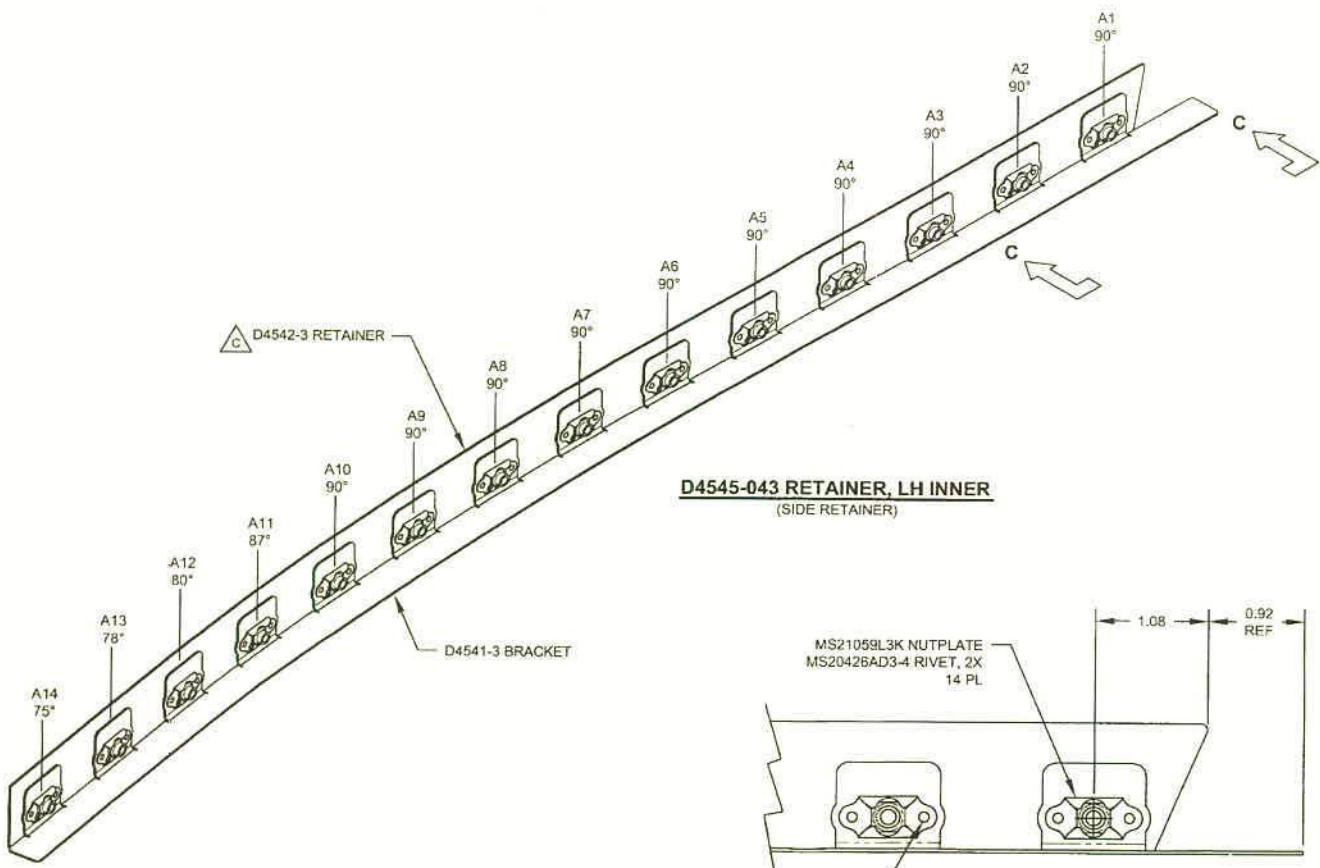 A1
90°
A2
90°
A3
90°
A4
90°
A5
90°
A6
90°
A7
90°
A8
90°
A9
90°
A10
90°
A11
87°
A12
80°
A13
78°
A14
75°
C
C
C D4542-3 RETAINER
D4541-3 BRACKET
D4545-043 RETAINER, LH INNER
(SIDE RETAINER)
MS21059L3K NUTPLATE
MS20426AD3-4 RIVET, 2X
14 PL
1.08
0.92
REF